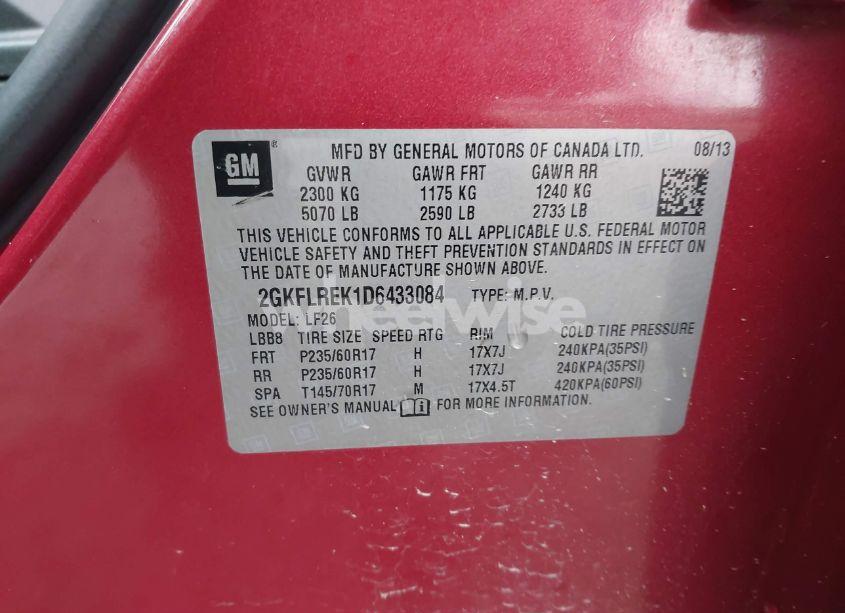 GM ® MFD BY GENERAL MOTORS OF CANADA LTD. 08/13
GVWR GAWR FRT GAWR RR
2300 KG 1175 KG 1240 KG
5070 LB 2590 LB 2733 LB
THIS VEHICLE CONFORMS TO ALL APPLICABLE U.S. FEDERAL MOTOR
VEHICLE SAFETY AND THEFT PREVENTION STANDARDS IN EFFECT ON
THE DATE OF MANUFACTURE SHOWN ABOVE.
2GKFLREK1D6433084 TYPE: M.P.V.
wheelwise
MODEL: LF26
LBB8 TIRE SIZE SPEED RTG RIM COLD TIRE PRESSURE
FRT P235/60R17 H 17X7J 240KPA(35PSI)
RR P235/60R17 H 17X7J 240KPA(35PSI)
SPA T145/70R17 M 17X4.5T 420KPA(60PSI)
SEE OWNER'S MANUAL i FOR MORE INFORMATION.